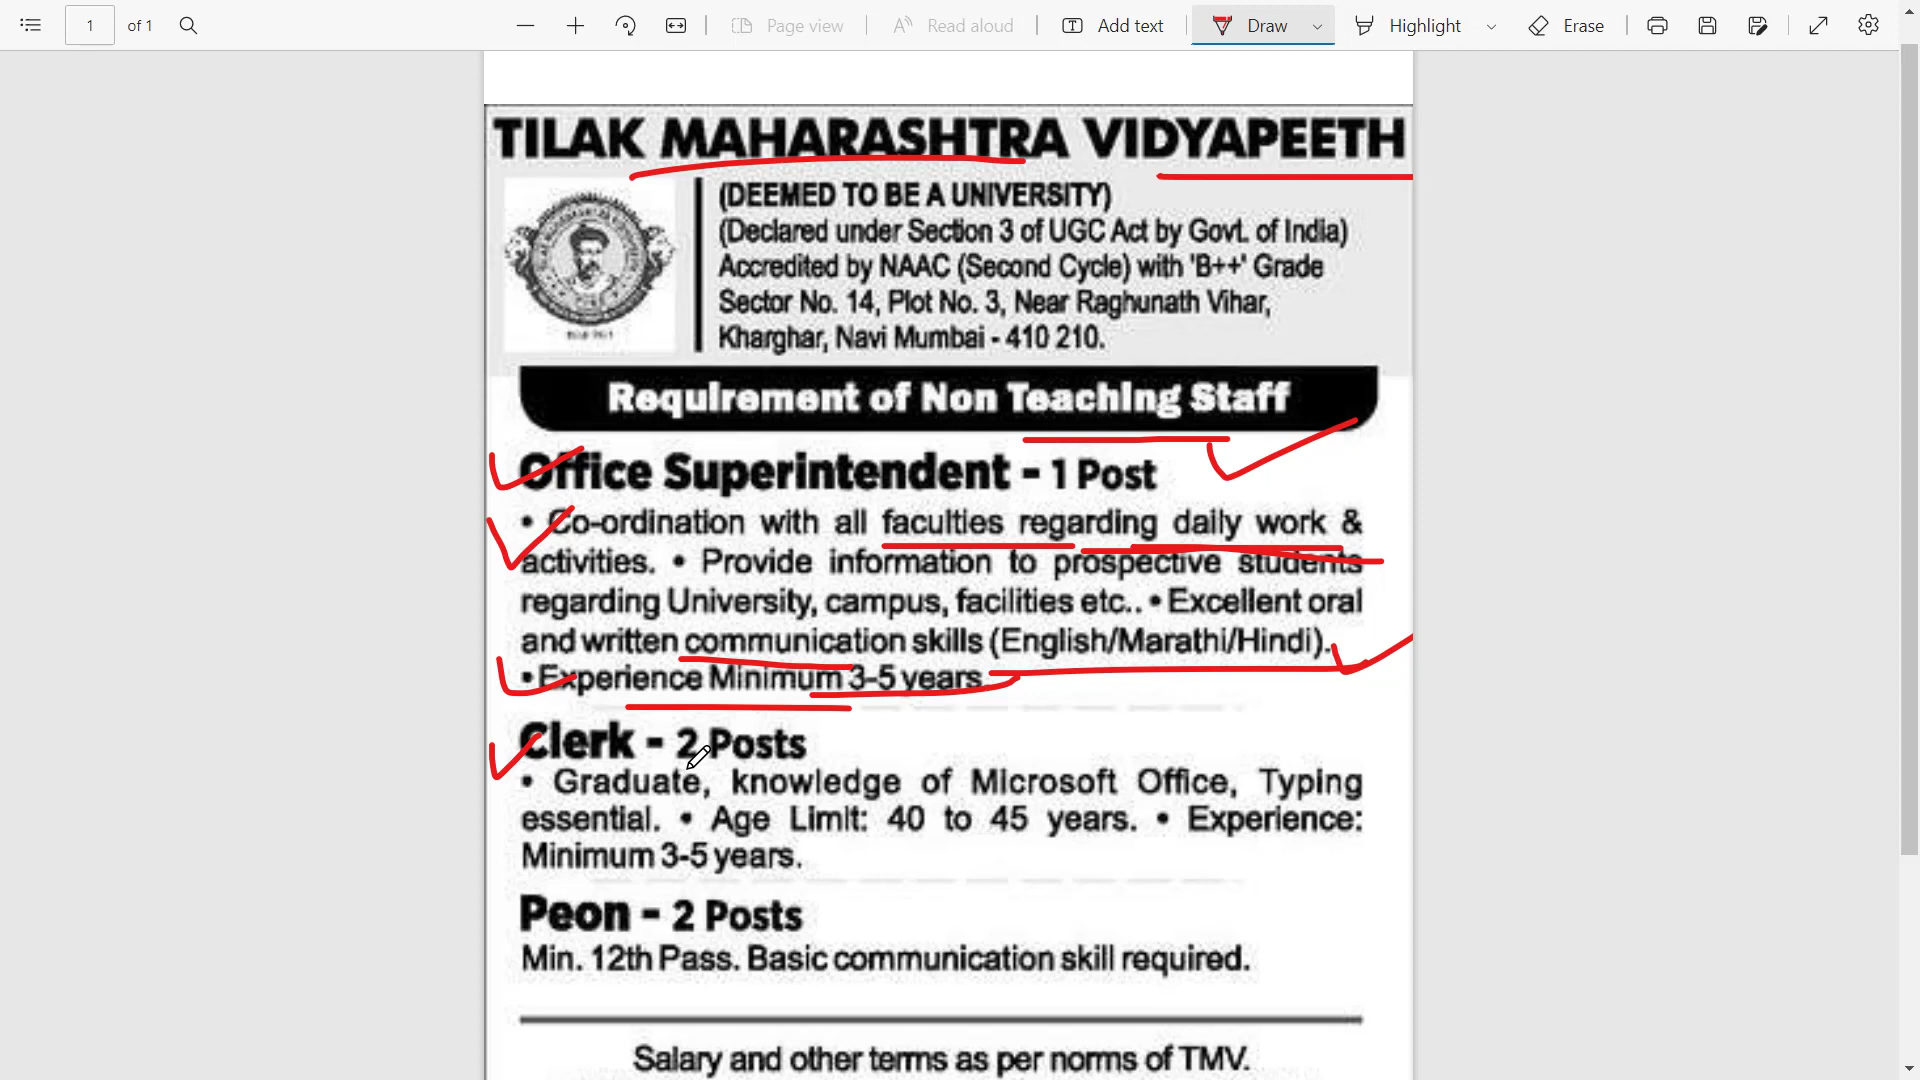 1 of 1 Page view Read aloud Add text Draw Highlight Erase
TILAK MAHARASHTRA VIDYAPEETH
(DEEMED TO BE A UNIVERSITY)
(Declared under Section 3 of UGC Act by Govt. of India)
Accredited by NAAC (Second Cycle) with 'B++' Grade
Sector No. 14, Plot No. 3, Near Raghunath Vihar,
Kharghar, Navi Mumbai - 410 210.
Requirement of Non Teaching Staff
Office Superintendent - 1 Post
• Co-ordination with all faculties regarding daily work &
activities. • Provide information to prospective students
regarding University, campus, facilities etc.. • Excellent oral
and written communication skills (English/Marathi/Hindi).
• Experience Minimum 3-5 years
Clerk - 2 Posts
• Graduate, knowledge of Microsoft Office, Typing
essential. • Age Limit: 40 to 45 years. • Experience:
Minimum 3-5 years.
Peon - 2 Posts
Min. 12th Pass. Basic communication skill required.
Salary and other terms as per norms of TMV.